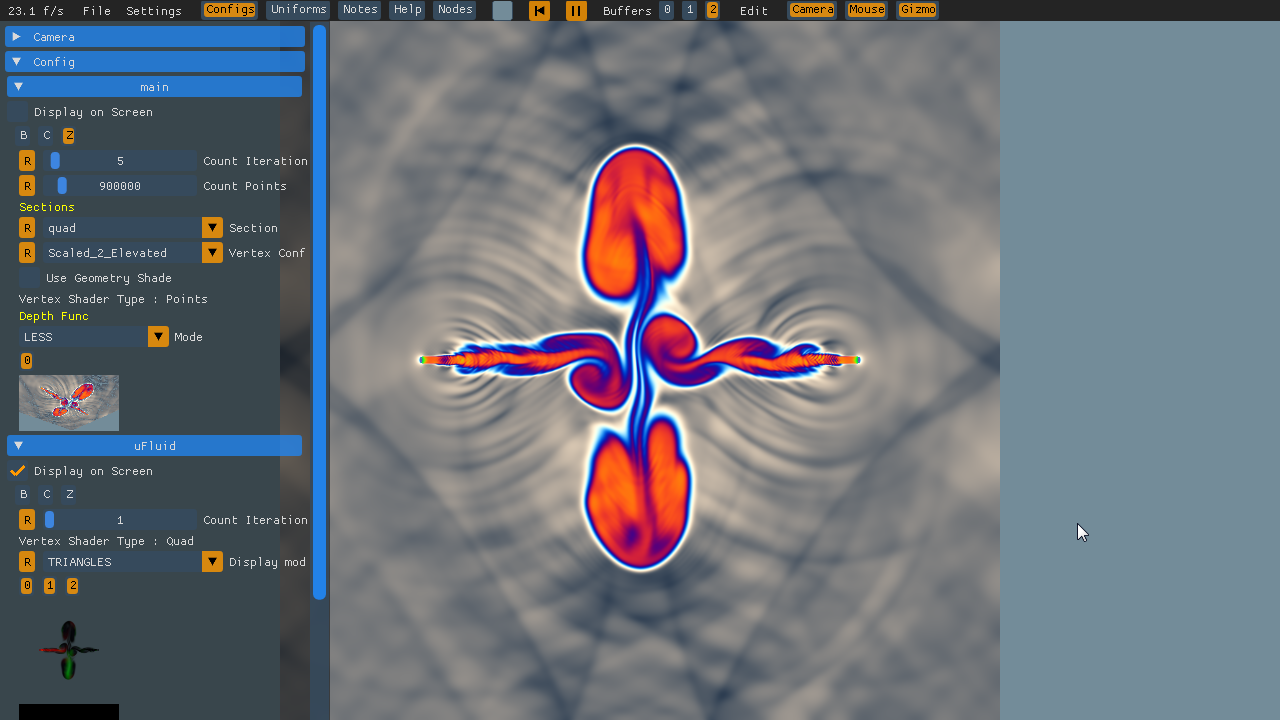 23.1 f/s File Settings Configs Uniforms Notes Help Nodes Buffers 0 1 2 Edit Camera Mouse Gizmo
Camera
Config
main
Display on Screen
B C Z
R 5 Count Iteration
R 900000 Count Points
Sections
R quad Section
R Scaled_2_Elevated Vertex Conf
Use Geometry Shade
Vertex Shader Type : Points
Depth Func
LESS Mode
0
uFluid
Display on Screen
B C Z
R 1 Count Iteration
Vertex Shader Type : Quad
R TRIANGLES Display mod
0 1 2